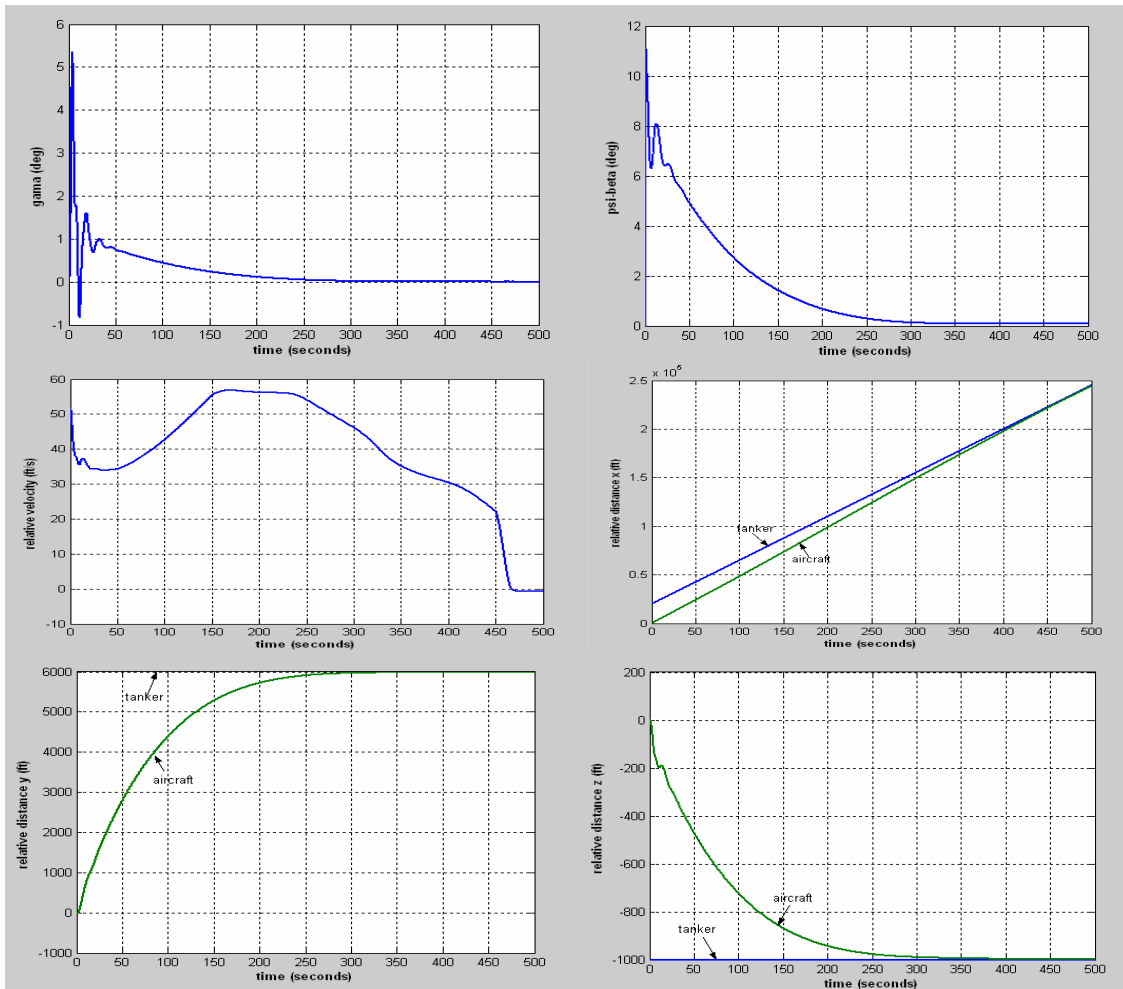 6
5
4
3
2
1
0
-1
0 50 100 150 200 250 300 350 400 450 500
gama (deg)
time (seconds)
12
10
8
6
4
2
0
0 50 100 150 200 250 300 350 400 450 500
psi-beta (deg)
time (seconds)
60
50
40
30
20
10
0
-10
0 50 100 150 200 250 300 350 400 450 500
relative velocity (ft/s)
time (seconds)
x 10^5
2.5
2
1.5
1
0.5
0
0 50 100 150 200 250 300 350 400 450 500
relative distance x (ft)
tanker
aircraft
time (seconds)
6000
5000
4000
3000
2000
1000
0
-1000
0 50 100 150 200 250 300 350 400 450 500
relative distance y (ft)
tanker
aircraft
time (seconds)
200
0
-200
-400
-600
-800
-1000
0 50 100 150 200 250 300 350 400 450 500
relative distance z (ft)
aircraft
tanker
time (seconds)